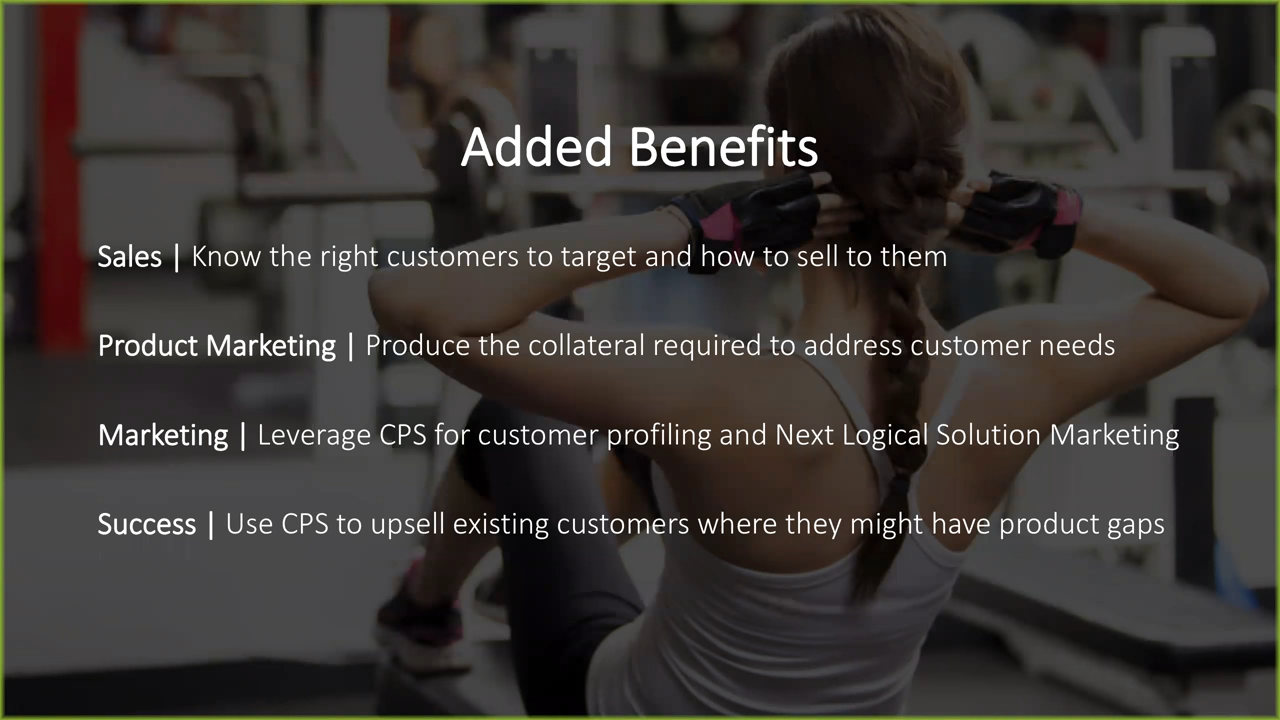 Added Benefits
Sales | Know the right customers to target and how to sell to them
Product Marketing | Produce the collateral required to address customer needs
Marketing | Leverage CPS for customer profiling and Next Logical Solution Marketing
Success | Use CPS to upsell existing customers where they might have product gaps